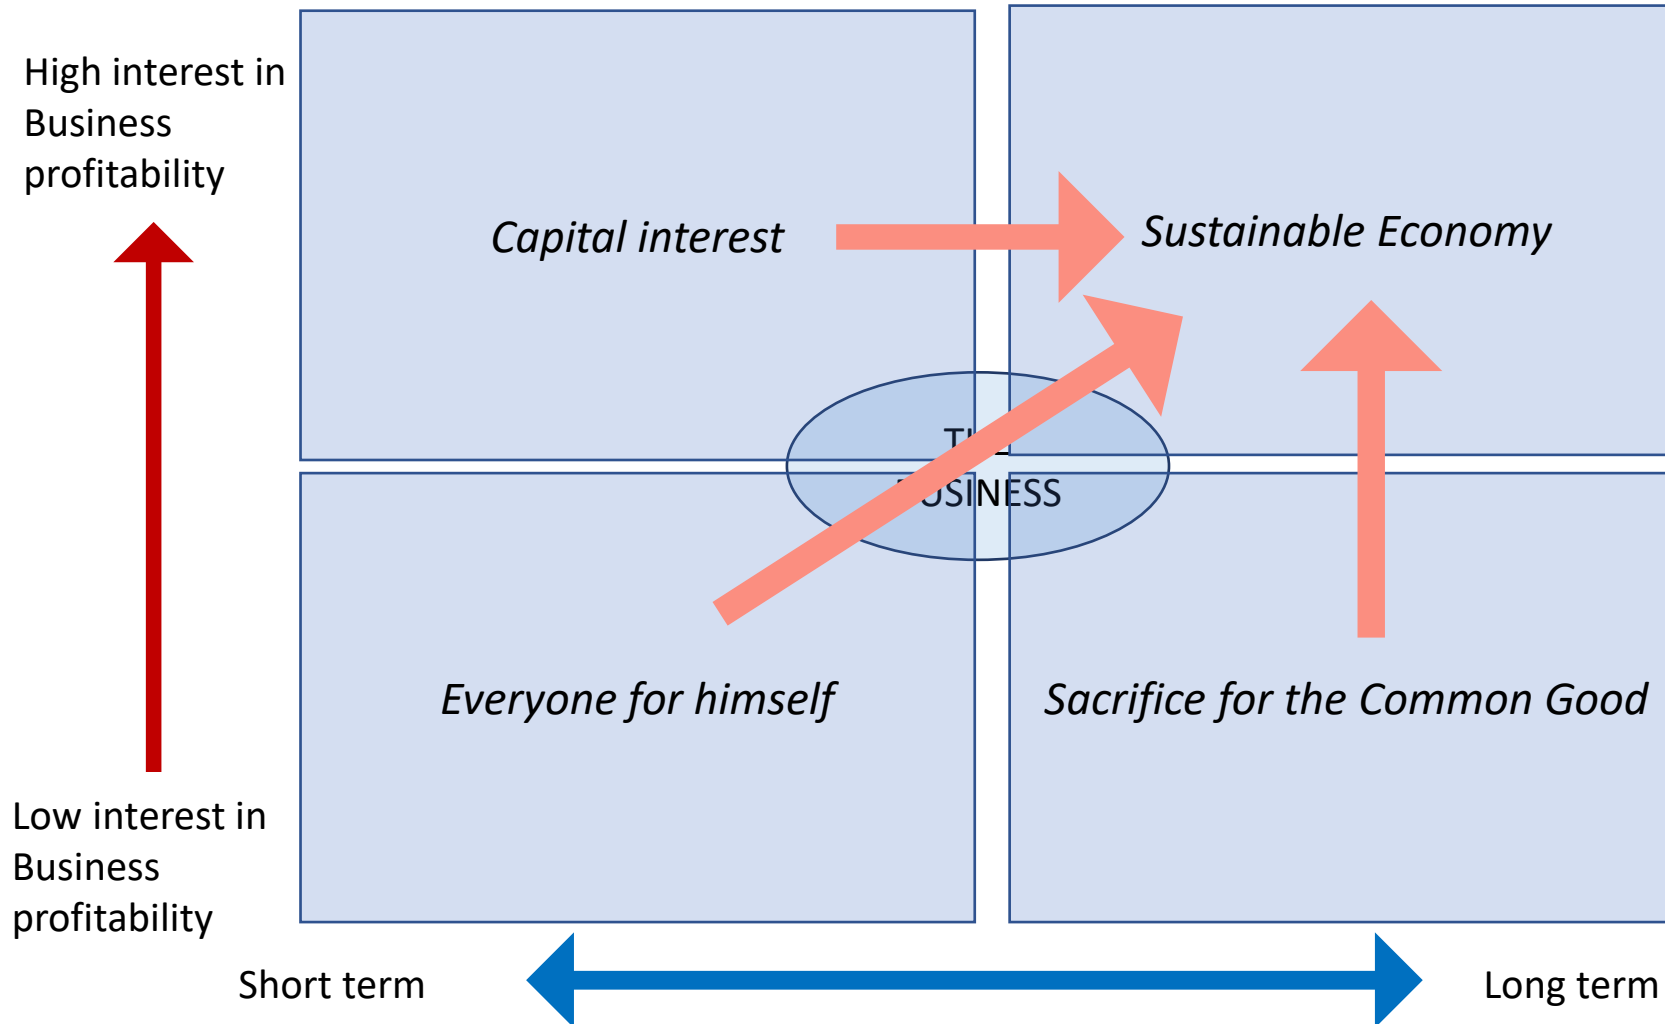 High interest in
Business
profitability
Capital interest
Sustainable Economy
BUSINESS
Everyone for himself
Sacrifice for the Common Good
Low interest in
Business
profitability
Short term
Long term